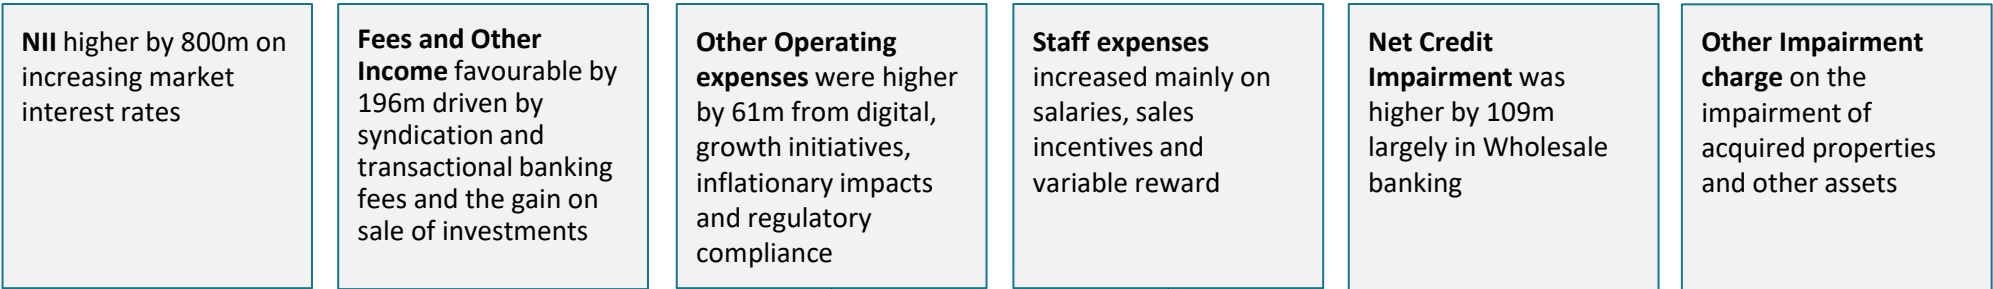 NII higher by 800m on
increasing market
interest rates
Fees and Other
Income favourable by
196m driven by
syndication and
transactional banking
fees and the gain on
sale of investments
Other Operating
expenses were higher
by 61m from digital,
growth initiatives,
inflationary impacts
and regulatory
compliance
Staff expenses
increased mainly on
salaries, sales
incentives and
variable reward
Net Credit
Impairment was
higher by 109m
largely in Wholesale
banking
Other Impairment
charge on the
impairment of
acquired properties
and other assets